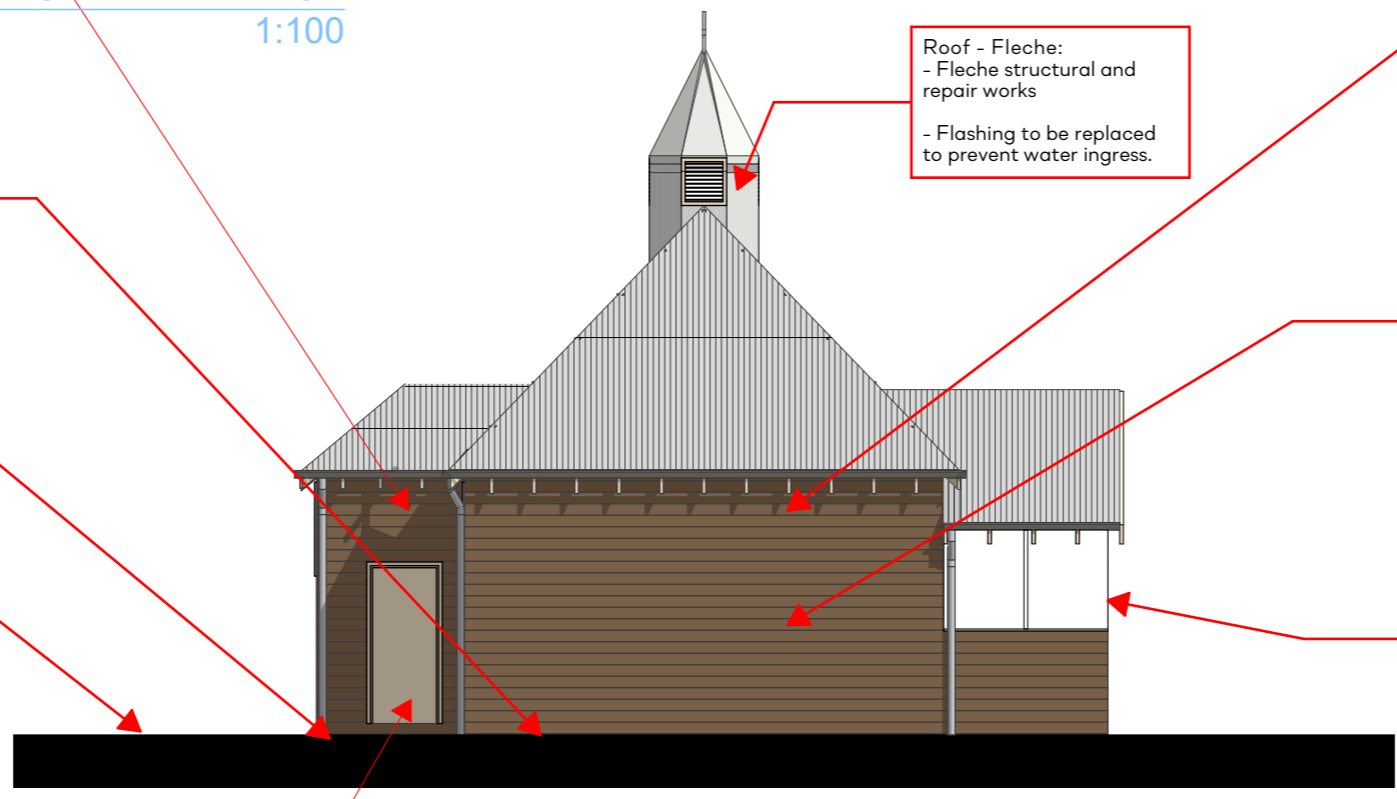 1:100
Roof - Fleche:
- Fleche structural and
repair works
- Flashing to be replaced
to prevent water ingress.